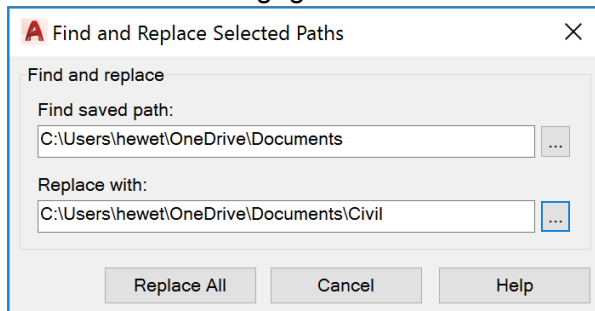 Find and Replace Selected Paths
Find and replace
Find saved path:
C:\Users\hewet\OneDrive\Documents
...
Replace with:
C:\Users\hewet\OneDrive\Documents\Civil
...
Replace All Cancel Help